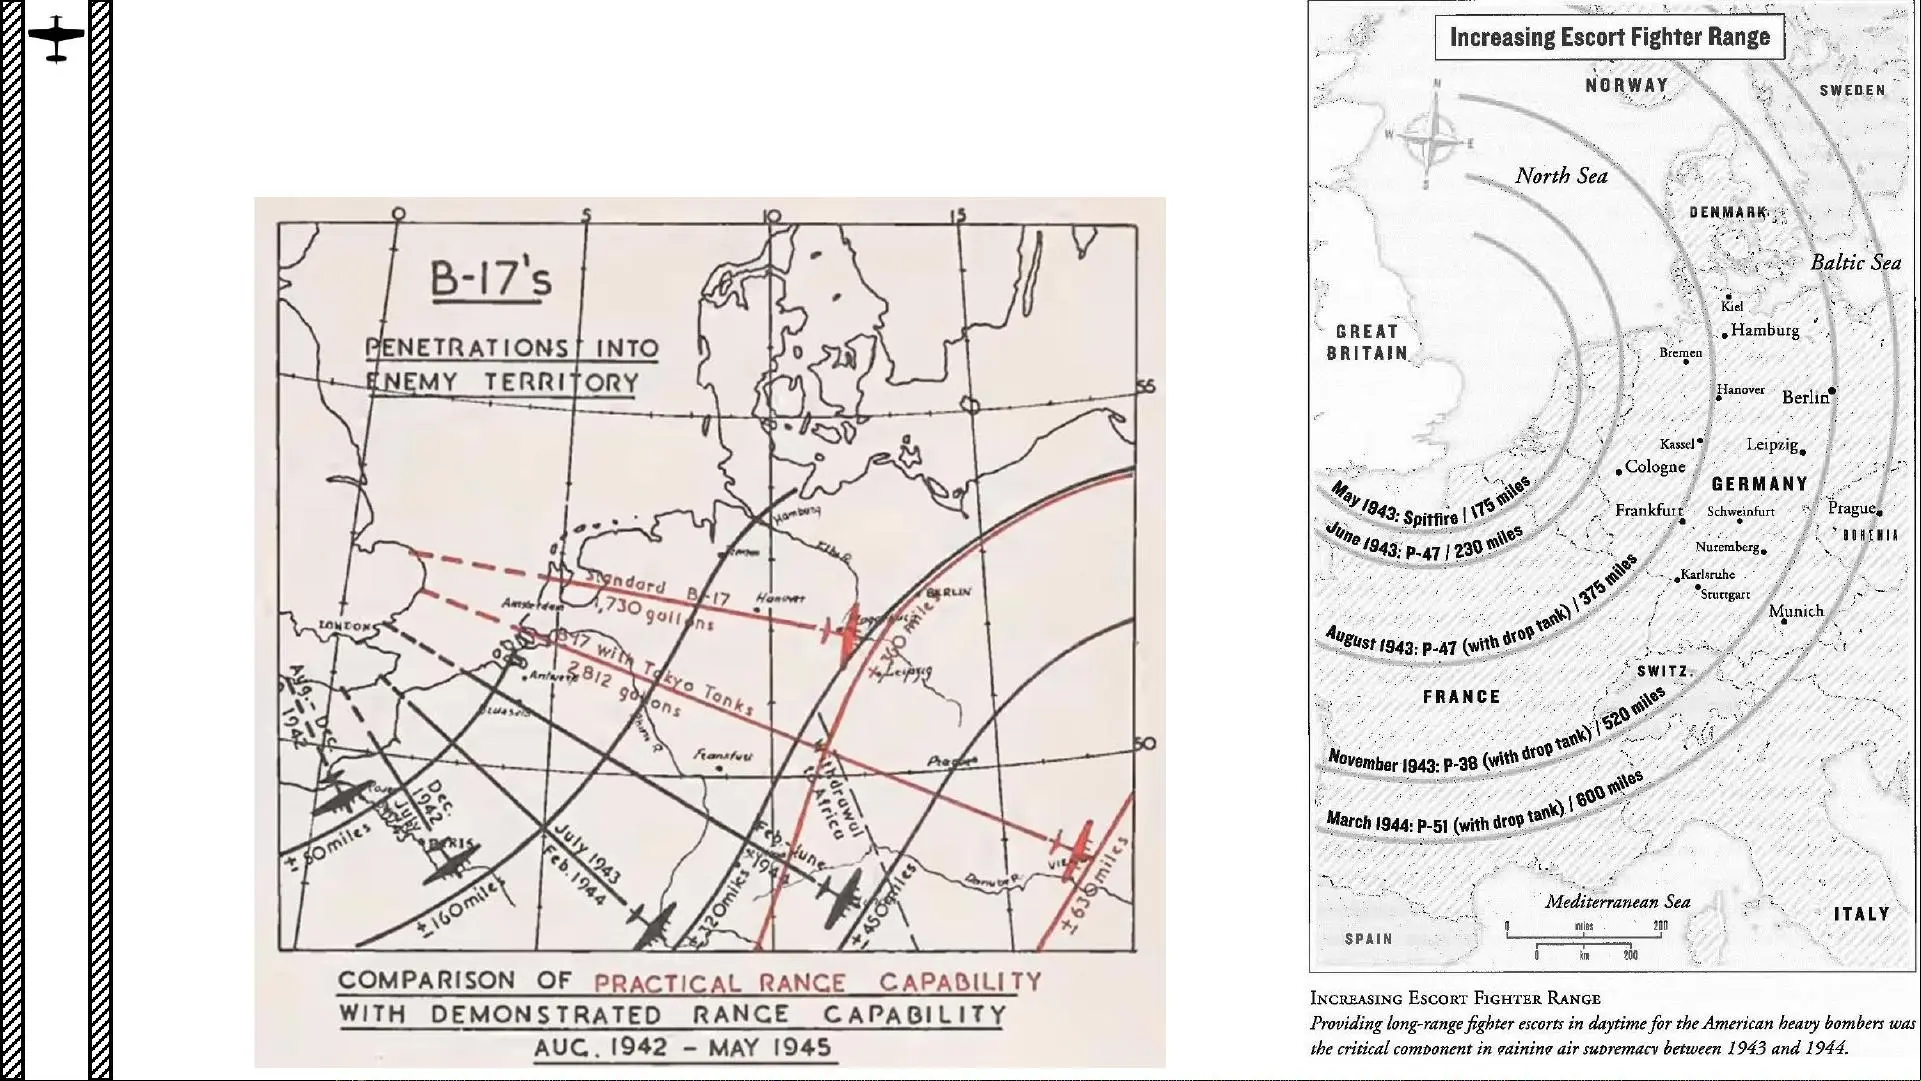 0 5 10 15
B-17's
PENETRATIONS INTO
ENEMY TERRITORY
55
Hamburg
Elbe R.
Standard B-17
1,730 gallons
Hanover
BERLIN
Amsterdam
LONDON
B-17 with Tokyo Tanks
2812 gallons
360 miles
Leipzig
Antwerp
Aug.- Dec.
1942
Rhine R.
50
Frankfurt
Prague
Withdrawal
to Africa
Dec.
1942
July
1943
PARIS
July 1943
Feb. 1944
Feb.-June
1944
Danube R.
± 90 miles
±160 miles
±320 miles
±450 miles
±630 miles
COMPARISON OF PRACTICAL RANGE CAPABILITY
WITH DEMONSTRATED RANGE CAPABILITY
AUG. 1942 - MAY 1945
Increasing Escort Fighter Range
NORWAY
SWEDEN
N
W E
S
North Sea
DENMARK
Baltic Sea
Kiel
Hamburg
GREAT
BRITAIN
Bremen
Hanover
Berlin
Kassel
Leipzig
Cologne
GERMANY
Frankfurt
Schweinfurt
Prague
BOHEMIA
Nuremberg
Karlsruhe
Stuttgart
Munich
May 1943: Spitfire / 175 miles
June 1943: P-47 / 230 miles
August 1943: P-47 (with drop tank) / 375 miles
SWITZ.
FRANCE
November 1943: P-38 (with drop tank) / 520 miles
March 1944: P-51 (with drop tank) / 600 miles
Mediterranean Sea
ITALY
SPAIN
0 miles 200
0 km 200
INCREASING ESCORT FIGHTER RANGE
Providing long-range fighter escorts in daytime for the American heavy bombers was
the critical component in gaining air supremacy between 1943 and 1944.